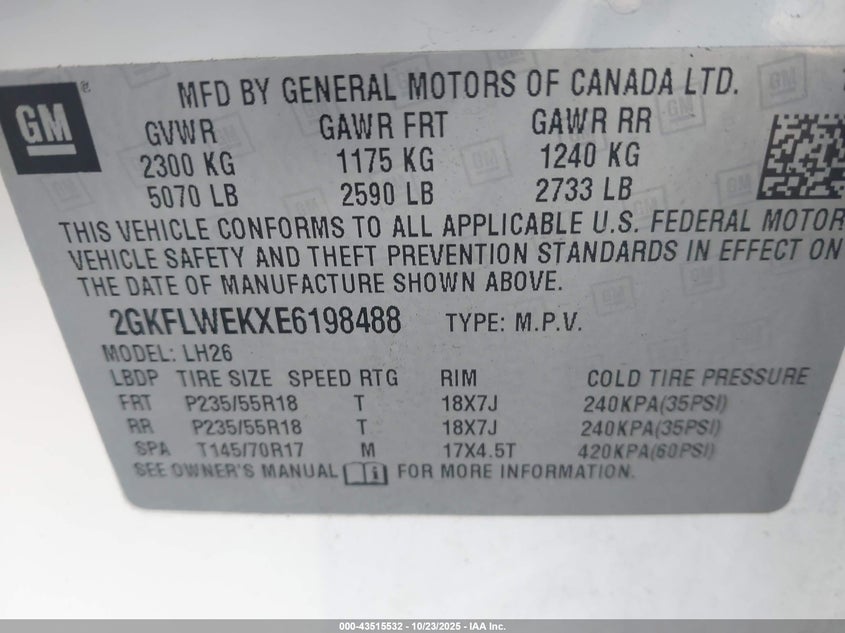 GM
MFD BY GENERAL MOTORS OF CANADA LTD.
GVWR GAWR FRT GAWR RR
2300 KG 1175 KG 1240 KG
5070 LB 2590 LB 2733 LB
THIS VEHICLE CONFORMS TO ALL APPLICABLE U.S. FEDERAL MOTOR
VEHICLE SAFETY AND THEFT PREVENTION STANDARDS IN EFFECT ON
THE DATE OF MANUFACTURE SHOWN ABOVE.
2GKFLWEKXE6198488 TYPE: M.P.V.
MODEL: LH26
LBDP TIRE SIZE SPEED RTG RIM COLD TIRE PRESSURE
FRT P235/55R18 T 18X7J 240KPA(35PSI)
RR P235/55R18 T 18X7J 240KPA(35PSI)
SPA T145/70R17 M 17X4.5T 420KPA(60PSI)
SEE OWNER'S MANUAL FOR MORE INFORMATION.
000-43515532 - 10/23/2025 - IAA Inc.